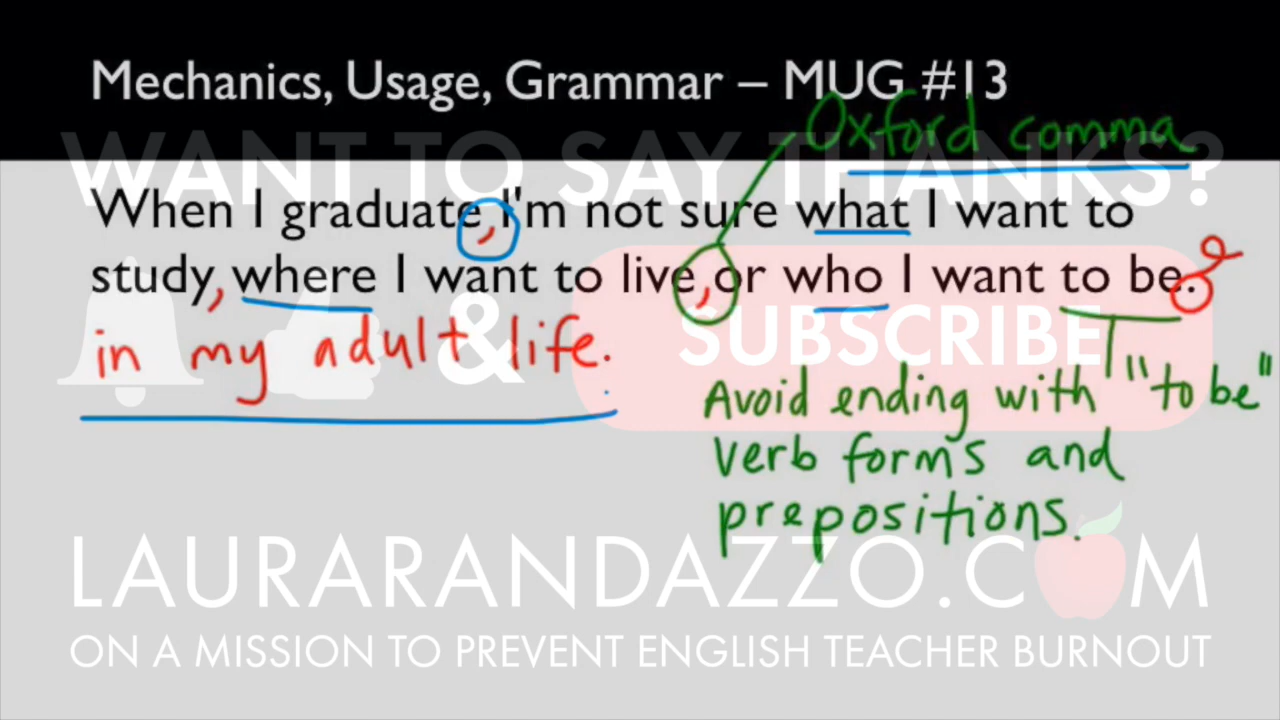 Mechanics, Usage, Grammar – MUG #13
Oxford comma
WANT TO SAY THANKS?
When I graduate, I'm not sure what I want to
study, where I want to live, or who I want to be.
in my adult life.
&
SUBSCRIBE
Avoid ending with "to be"
verb forms and
prepositions.
LAURARANDAZZO.COM
ON A MISSION TO PREVENT ENGLISH TEACHER BURNOUT